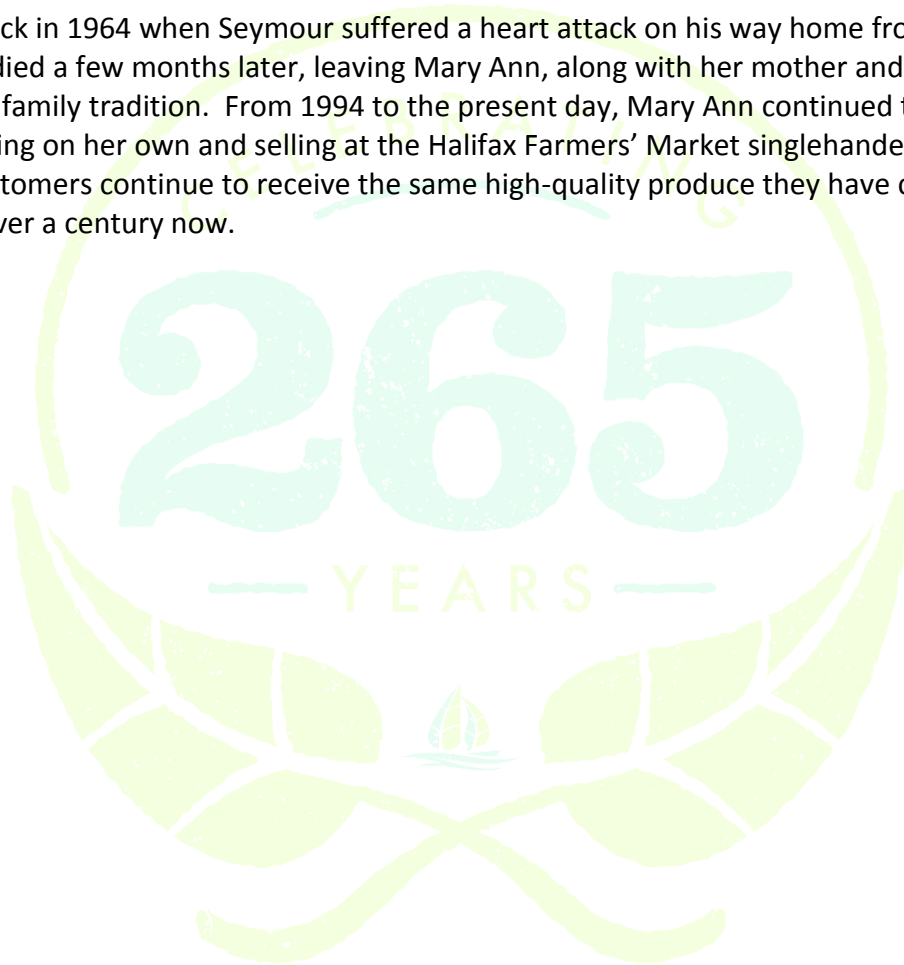 ck in 1964 when Seymour suffered a heart attack on his way home fro
died a few months later, leaving Mary Ann, along with her mother and
family tradition.  From 1994 to the present day, Mary Ann continued t
ing on her own and selling at the Halifax Farmers’ Market singlehande
stomers continue to receive the same high-quality produce they have c
ver a century now.
CELEBRATING
265
YEARS